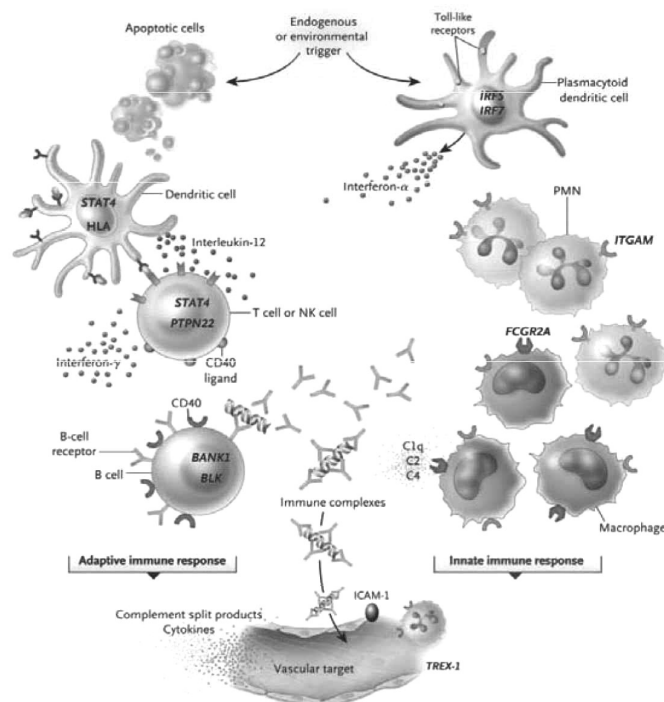 Apoptotic cells
Endogenous
or environmental
trigger
Toll-like
receptors
IRF5
IRF7
Plasmacytoid
dendritic cell
Interferon-α
Dendritic cell
STAT4
HLA
Interleukin-12
STAT4
PTPN22
T cell or NK cell
Interferon-γ
CD40
ligand
PMN
ITGAM
FCGR2A
CD40
B-cell
receptor
B cell
BANK1
BLK
C1q
C2
C4
Immune complexes
Macrophage
Adaptive immune response
Innate immune response
ICAM-1
Complement split products
Cytokines
Vascular target
TREX-1